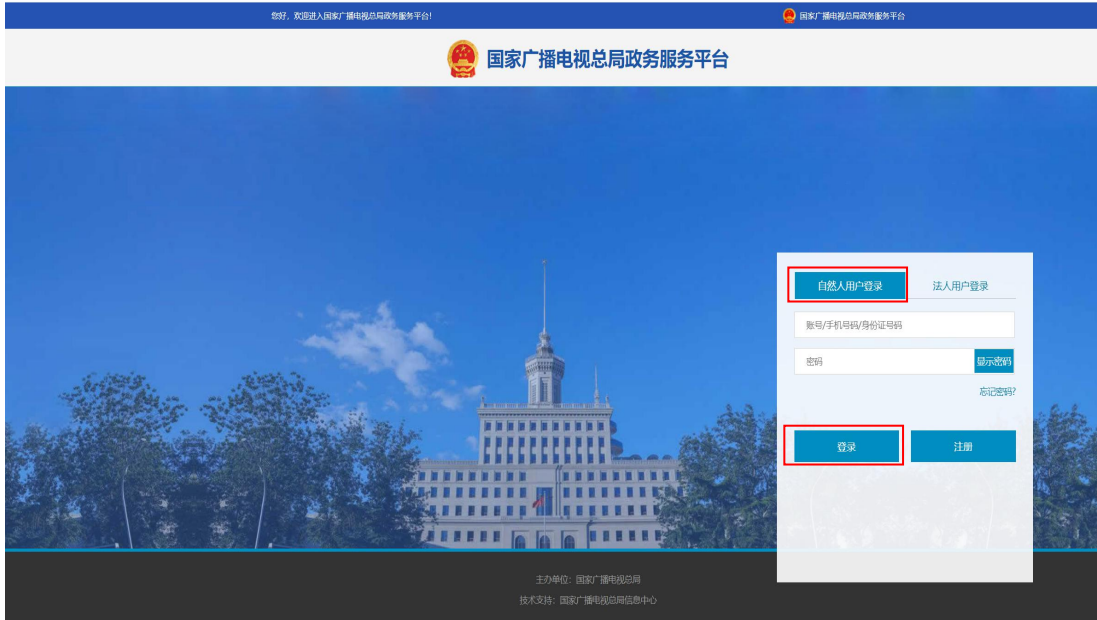 您好，欢迎进入国家广播电视总局政务服务平台!
国家广播电视总局政务服务平台
国家广播电视总局政务服务平台
自然人用户登录
法人用户登录
账号/手机号码/身份证号码
密码
显示密码
忘记密码?
登录
注册
主办单位：国家广播电视总局
技术支持：国家广播电视总局信息中心